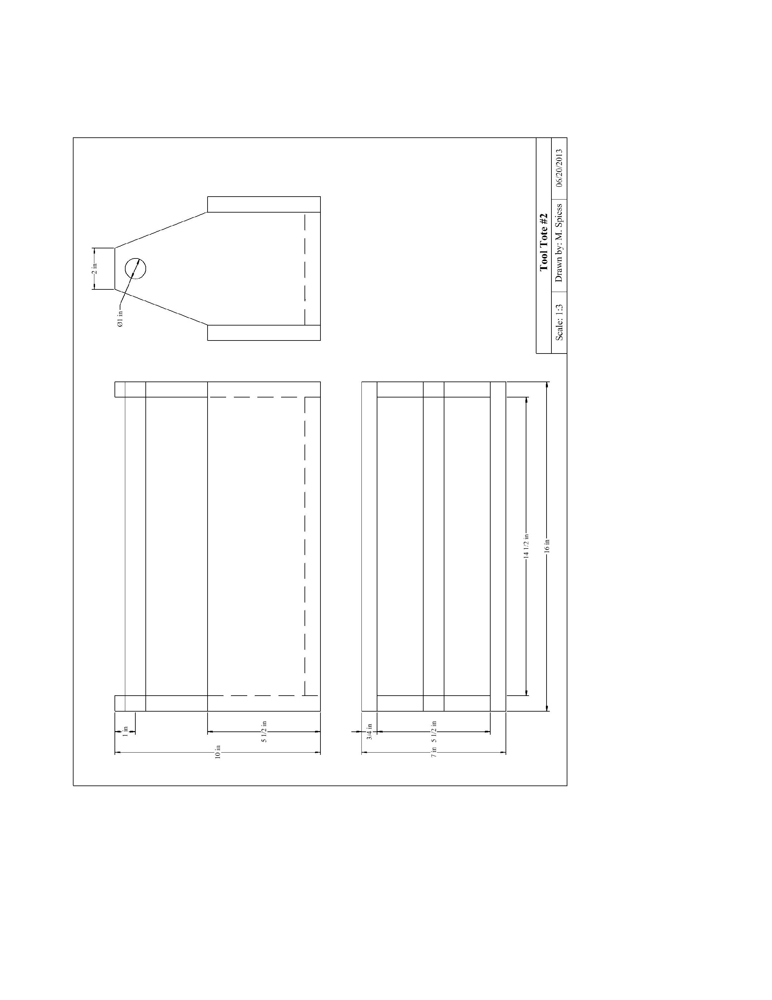 2 in
Ø1 in
1 in
10 in
5 1/2 in
3/4 in
7 in
5 1/2 in
14 1/2 in
16 in
Tool Tote #2
Scale: 1:3
Drawn by: M. Spiess
06/20/2013